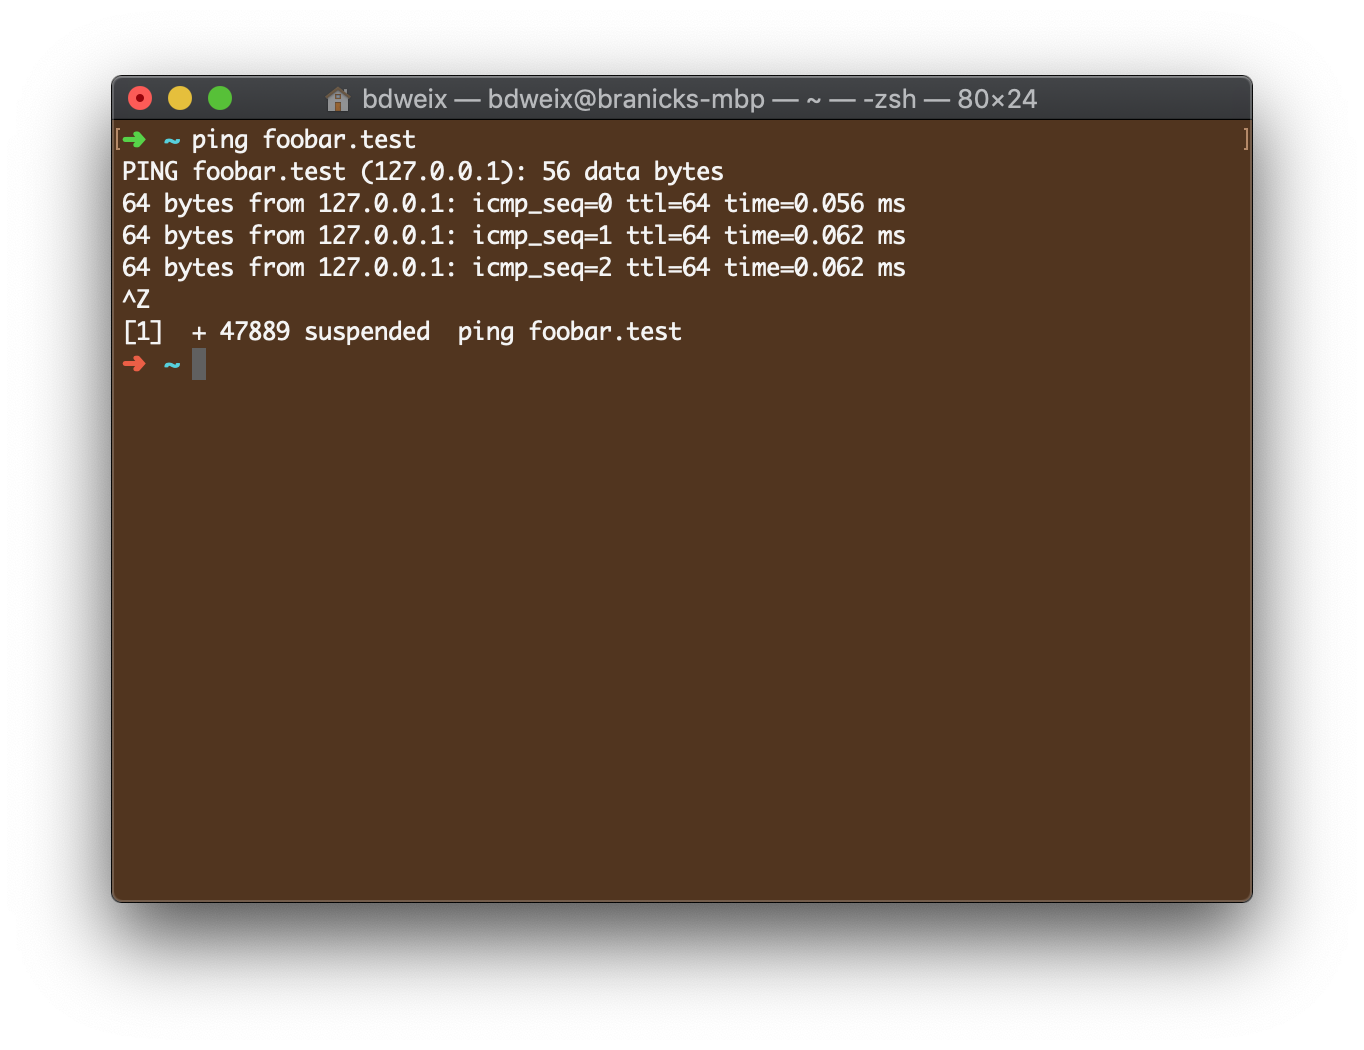 bdweix — bdweix@branicks-mbp — ~ — -zsh — 80×24
[➜ ~ ping foobar.test ]
PING foobar.test (127.0.0.1): 56 data bytes
64 bytes from 127.0.0.1: icmp_seq=0 ttl=64 time=0.056 ms
64 bytes from 127.0.0.1: icmp_seq=1 ttl=64 time=0.062 ms
64 bytes from 127.0.0.1: icmp_seq=2 ttl=64 time=0.062 ms
^Z
[1]  + 47889 suspended  ping foobar.test
➜ ~